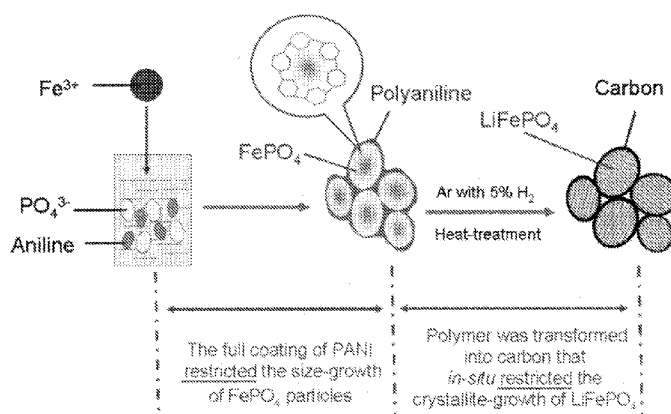 Fe³⁺
PO₄³⁻
Aniline
Polyaniline
FePO₄
Ar with 5% H₂
Heat-treatment
Carbon
LiFePO₄
The full coating of PANI
restricted the size-growth
of FePO₄ particles
Polymer was transformed
into carbon that
in-situ restricted the
crystallite-growth of LiFePO₄